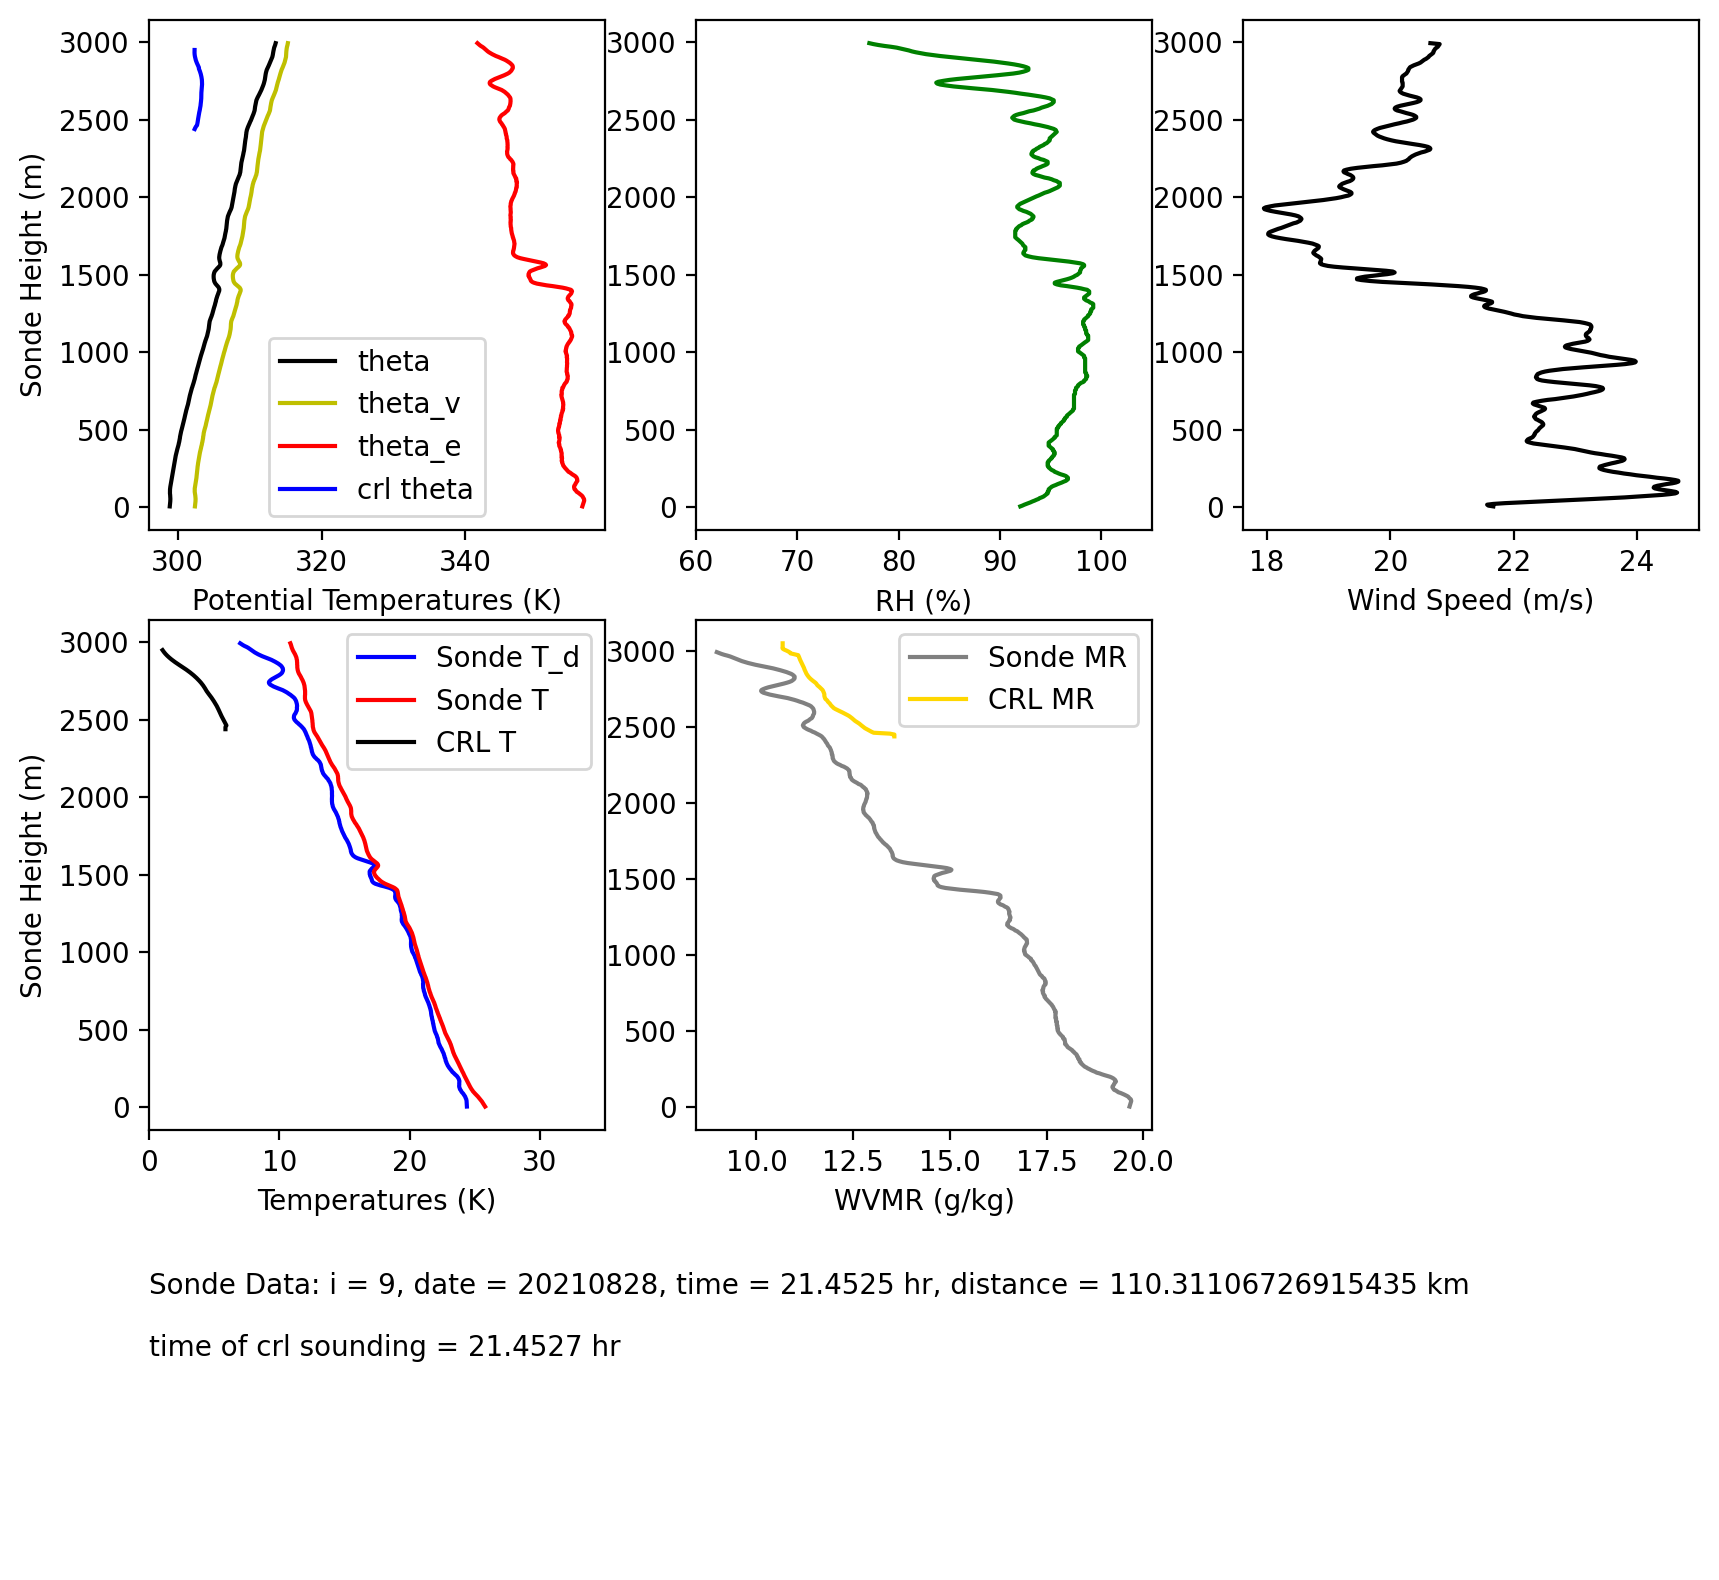 3000
2500
2000
1500
1000
500
0
Sonde Height (m)
theta
theta_v
theta_e
crl theta
300 320 340
Potential Temperatures (K)
3000
2500
2000
1500
1000
500
0
60 70 80 90 100
RH (%)
3000
2500
2000
1500
1000
500
0
18 20 22 24
Wind Speed (m/s)
3000
2500
2000
1500
1000
500
0
Sonde Height (m)
Sonde T_d
Sonde T
CRL T
0 10 20 30
Temperatures (K)
3000
2500
2000
1500
1000
500
0
Sonde MR
CRL MR
10.0 12.5 15.0 17.5 20.0
WVMR (g/kg)
Sonde Data: i = 9, date = 20210828, time = 21.4525 hr, distance = 110.31106726915435 km
time of crl sounding = 21.4527 hr